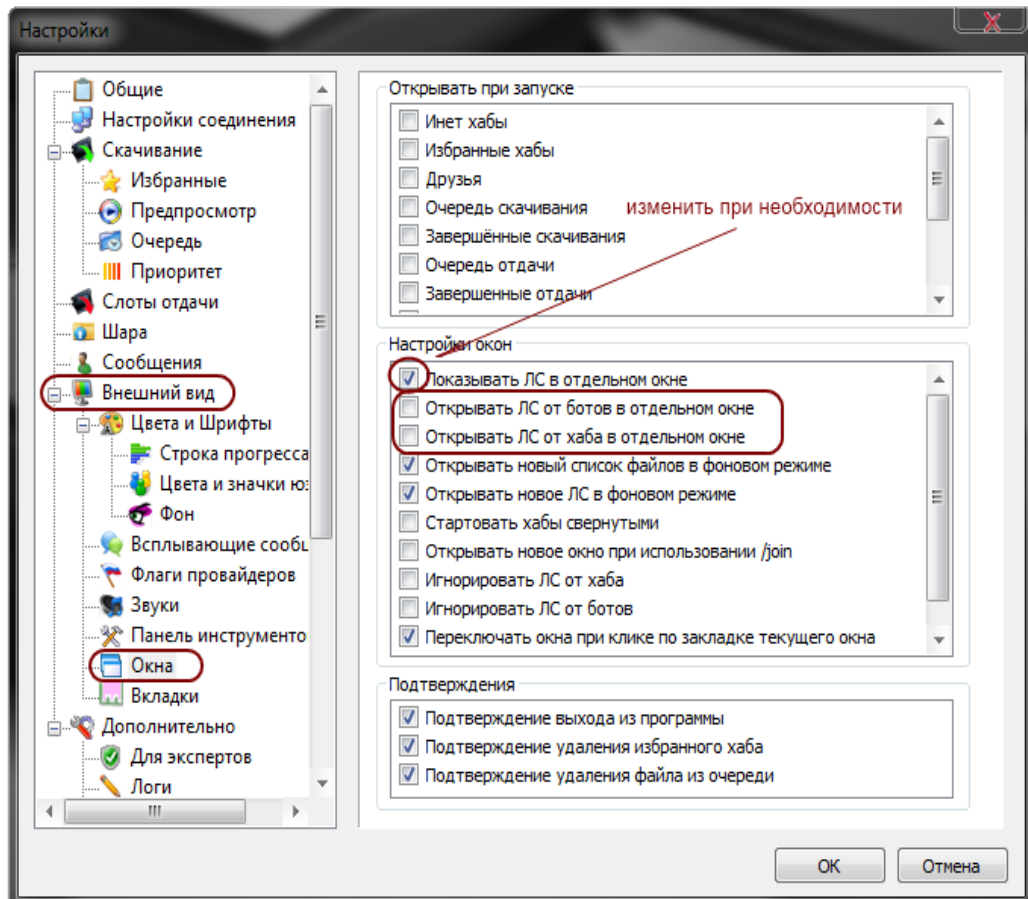 Настройки
Общие
Настройки соединения
Скачивание
Избранные
Предпросмотр
Очередь
Приоритет
Слоты отдачи
Шара
Сообщения
Внешний вид
Цвета и Шрифты
Строка прогресса
Цвета и значки юз
Фон
Всплывающие сообщ
Флаги провайдеров
Звуки
Панель инструменто
Окна
Вкладки
Дополнительно
Для экспертов
Логи
Открывать при запуске
Инет хабы
Избранные хабы
Друзья
Очередь скачивания
изменить при необходимости
Завершённые скачивания
Очередь отдачи
Завершенные отдачи
Настройки окон
Показывать ЛС в отдельном окне
Открывать ЛС от ботов в отдельном окне
Открывать ЛС от хаба в отдельном окне
Открывать новый список файлов в фоновом режиме
Открывать новое ЛС в фоновом режиме
Стартовать хабы свернутыми
Открывать новое окно при использовании /join
Игнорировать ЛС от хаба
Игнорировать ЛС от ботов
Переключать окна при клике по закладке текущего окна
Подтверждения
Подтверждение выхода из программы
Подтверждение удаления избранного хаба
Подтверждение удаления файла из очереди
OK
Отмена